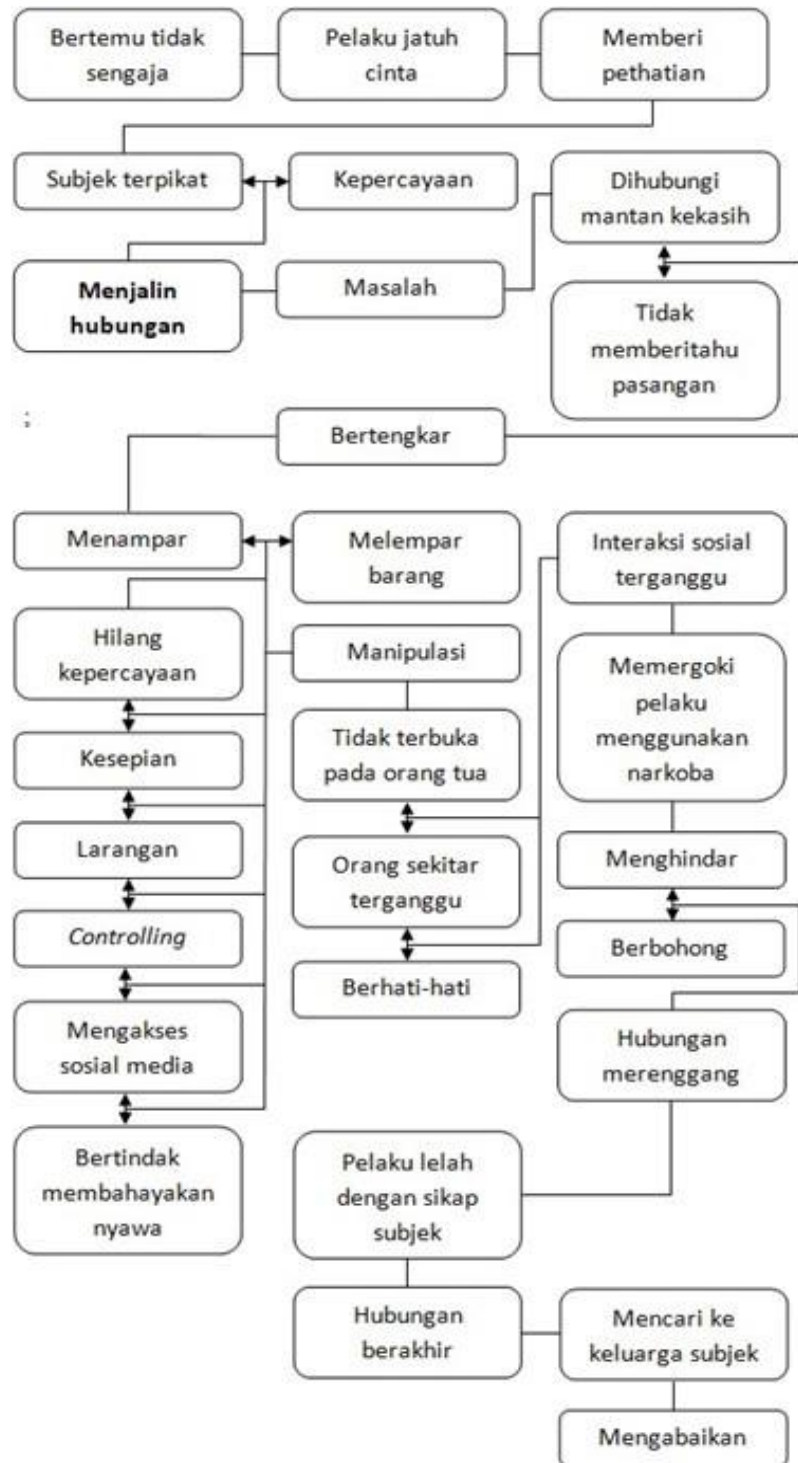 Bertemu tidak
sengaja
Pelaku jatuh
cinta
Memberi
pethatian
Subjek terpikat
Kepercayaan
Dihubungi
mantan kekasih
Menjalin
hubungan
Masalah
Tidak
memberitahu
pasangan
;
Bertengkar
Menampar
Melempar
barang
Interaksi sosial
terganggu
Hilang
kepercayaan
Manipulasi
Memergoki
pelaku
menggunakan
narkoba
Kesepian
Tidak terbuka
pada orang tua
Larangan
Orang sekitar
terganggu
Menghindar
Controlling
Berhati-hati
Berbohong
Mengakses
sosial media
Hubungan
merenggang
Bertindak
membahayakan
nyawa
Pelaku lelah
dengan sikap
subjek
Hubungan
berakhir
Mencari ke
keluarga subjek
Mengabaikan